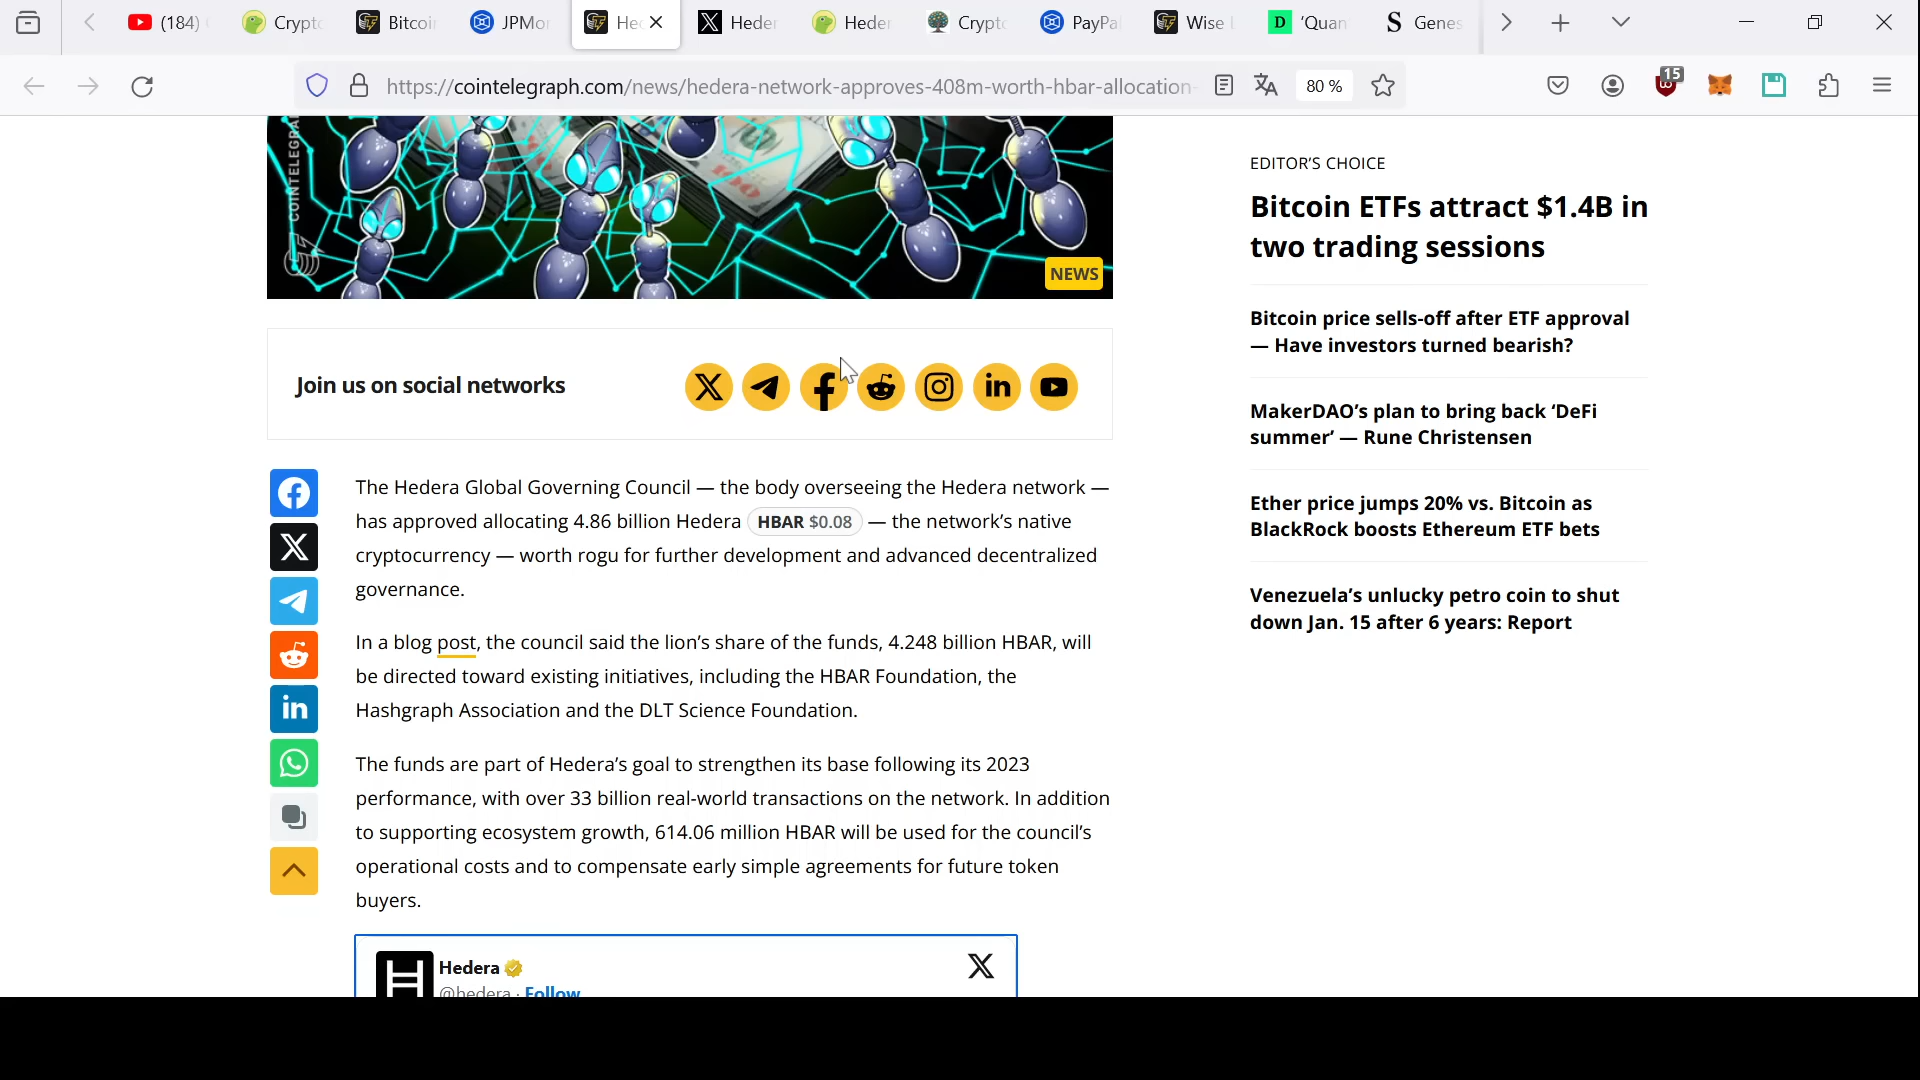 (184)
Crypto
Bitcoin
JPMor
Hec
Heder
Heder
Crypto
PayPal
Wise
'Quan
Genes
https://cointelegraph.com/news/hedera-network-approves-408m-worth-hbar-allocation-
80 %
15
COINTELEGRA
NEWS
EDITOR'S CHOICE
Bitcoin ETFs attract $1.4B in
two trading sessions
Bitcoin price sells-off after ETF approval
— Have investors turned bearish?
MakerDAO's plan to bring back 'DeFi
summer' — Rune Christensen
Ether price jumps 20% vs. Bitcoin as
BlackRock boosts Ethereum ETF bets
Venezuela's unlucky petro coin to shut
down Jan. 15 after 6 years: Report
Join us on social networks
The Hedera Global Governing Council — the body overseeing the Hedera network —
has approved allocating 4.86 billion Hedera HBAR $0.08 — the network's native
cryptocurrency — worth rogu for further development and advanced decentralized
governance.
In a blog post, the council said the lion's share of the funds, 4.248 billion HBAR, will
be directed toward existing initiatives, including the HBAR Foundation, the
Hashgraph Association and the DLT Science Foundation.
The funds are part of Hedera's goal to strengthen its base following its 2023
performance, with over 33 billion real-world transactions on the network. In addition
to supporting ecosystem growth, 614.06 million HBAR will be used for the council's
operational costs and to compensate early simple agreements for future token
buyers.
Hedera
@hedera · Follow